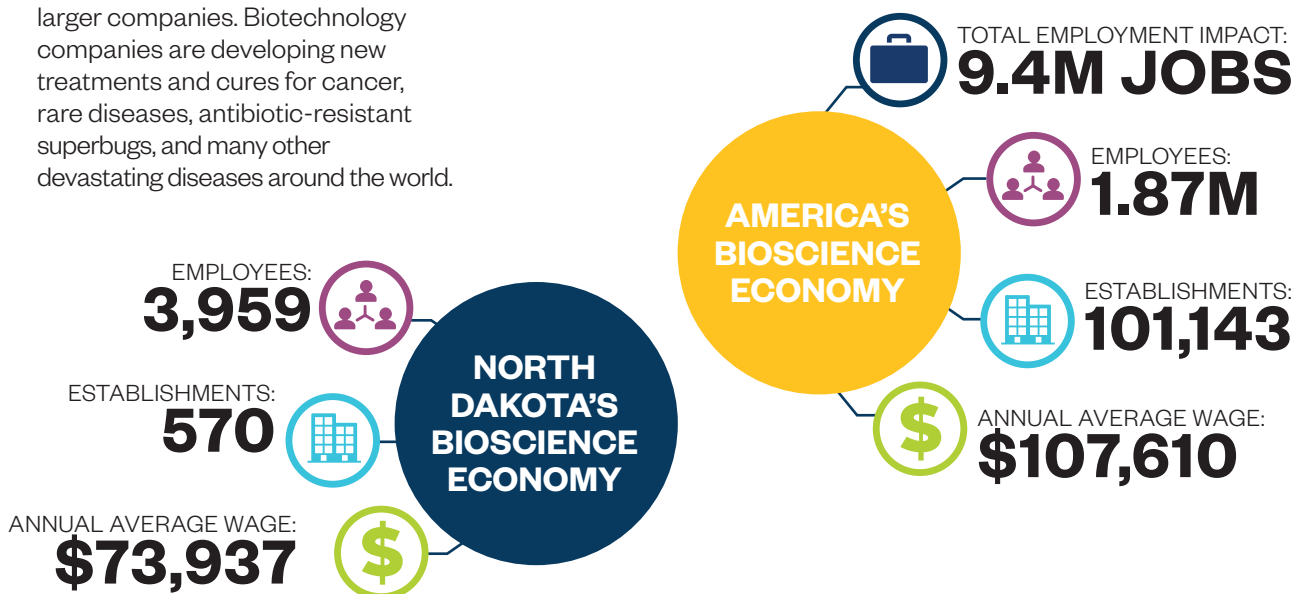 larger companies. Biotechnology
companies are developing new
treatments and cures for cancer,
rare diseases, antibiotic-resistant
superbugs, and many other
devastating diseases around the world.
TOTAL EMPLOYMENT IMPACT:
9.4M JOBS
EMPLOYEES:
1.87M
AMERICA'S
BIOSCIENCE
ECONOMY
ESTABLISHMENTS:
101,143
ANNUAL AVERAGE WAGE:
$107,610
EMPLOYEES:
3,959
NORTH
DAKOTA'S
BIOSCIENCE
ECONOMY
ESTABLISHMENTS:
570
ANNUAL AVERAGE WAGE:
$73,937